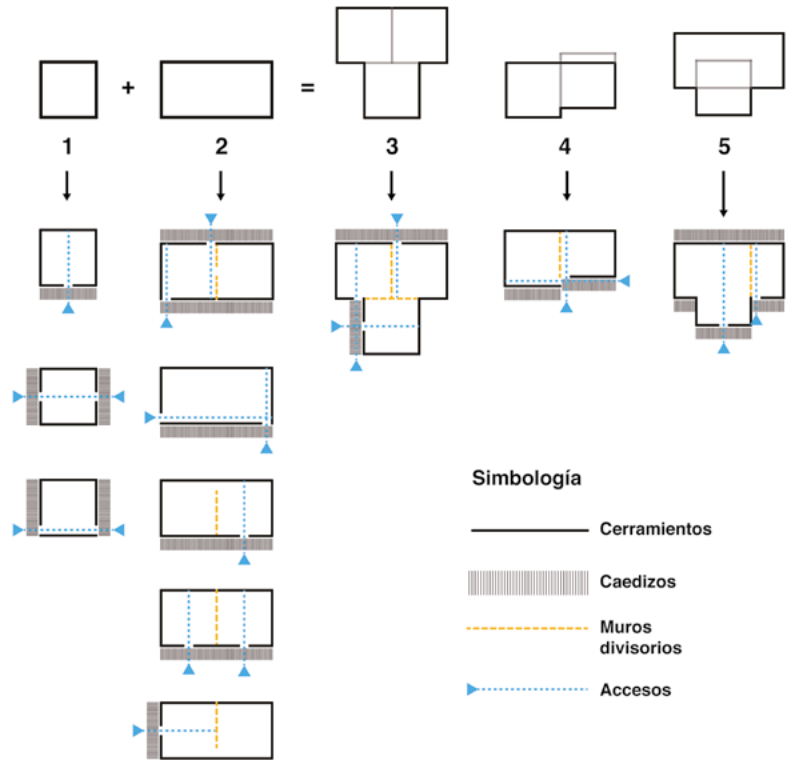 + =
1 2 3 4 5
Simbología
Cerramientos
Caedizos
Muros
divisorios
Accesos